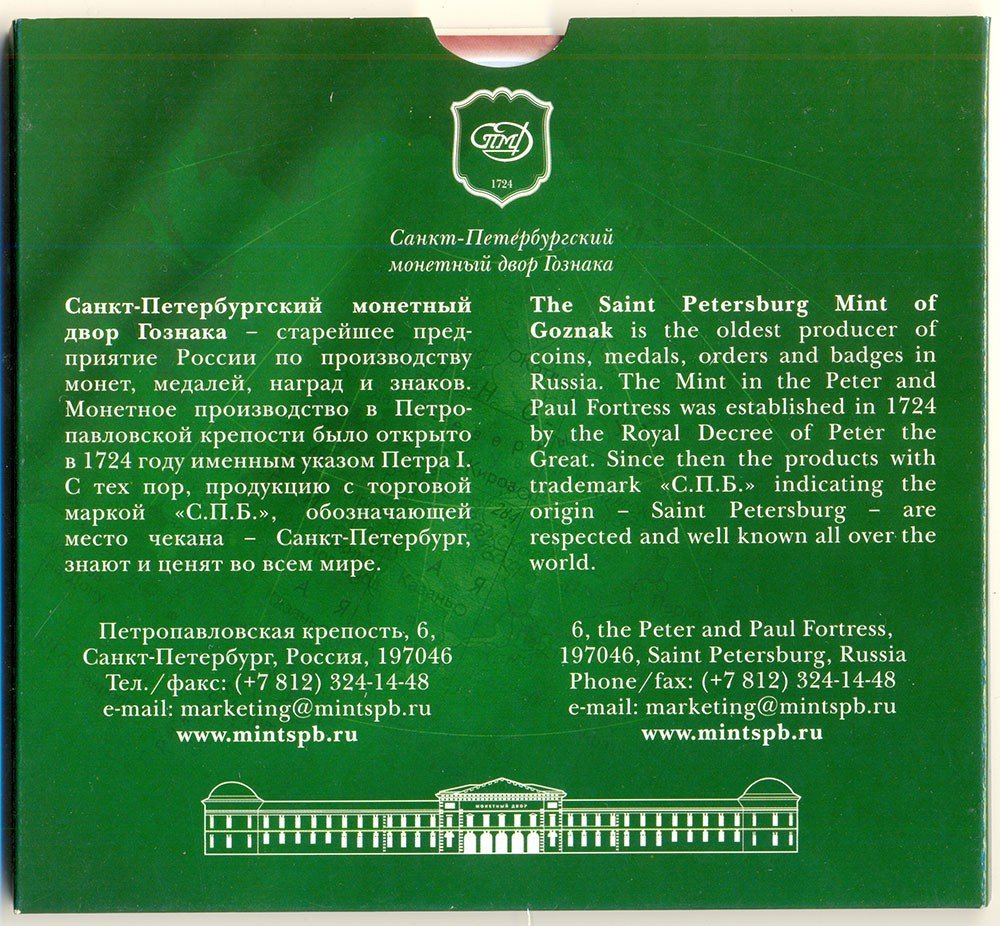 СПМД
1724
Санкт-Петербургский
монетный двор Гознака
Санкт-Петербургский монетный
двор Гознака – старейшее пред-
приятие России по производству
монет, медалей, наград и знаков.
Монетное производство в Петро-
павловской крепости было открыто
в 1724 году именным указом Петра I.
С тех пор, продукцию с торговой
маркой «С.П.Б.», обозначающей
место чекана – Санкт-Петербург,
знают и ценят во всем мире.
Петропавловская крепость, 6,
Санкт-Петербург, Россия, 197046
Тел./факс: (+7 812) 324-14-48
e-mail: marketing@mintspb.ru
www.mintspb.ru
The Saint Petersburg Mint of
Goznak is the oldest producer of
coins, medals, orders and badges in
Russia. The Mint in the Peter and
Paul Fortress was established in 1724
by the Royal Decree of Peter the
Great. Since then the products with
trademark «С.П.Б.» indicating the
origin – Saint Petersburg – are
respected and well known all over the
world.
6, the Peter and Paul Fortress,
197046, Saint Petersburg, Russia
Phone/fax: (+7 812) 324-14-48
e-mail: marketing@mintspb.ru
www.mintspb.ru
МОНЕТНЫЙ ДВОР